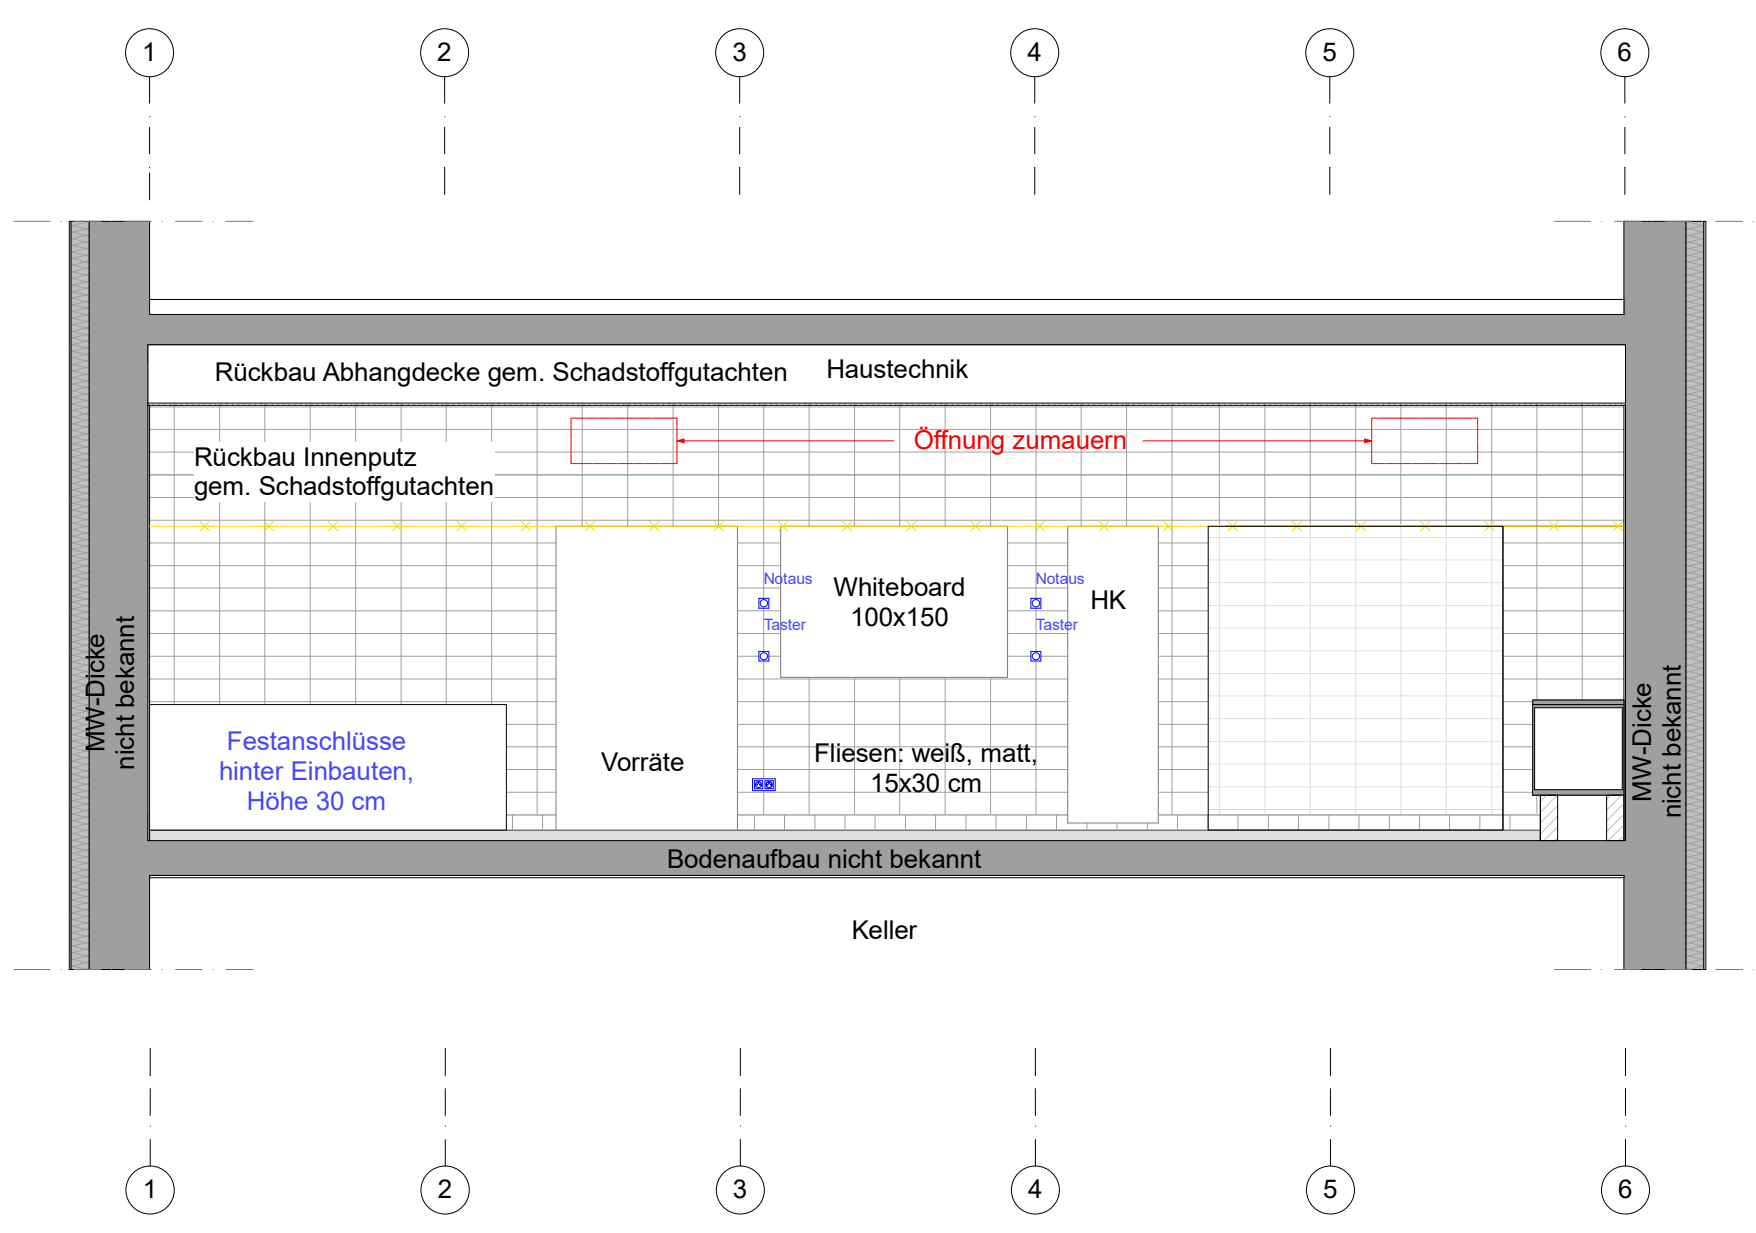 1 2 3 4 5 6
Rückbau Abhangdecke gem. Schadstoffgutachten
Haustechnik
Öffnung zumauern
Rückbau Innenputz
gem. Schadstoffgutachten
Notaus
Taster
Whiteboard
100x150
Notaus
Taster
HK
MW-Dicke
nicht bekannt
MW-Dicke
nicht bekannt
Festanschlüsse
hinter Einbauten,
Höhe 30 cm
Vorräte
Fliesen: weiß, matt,
15x30 cm
Bodenaufbau nicht bekannt
Keller
1 2 3 4 5 6